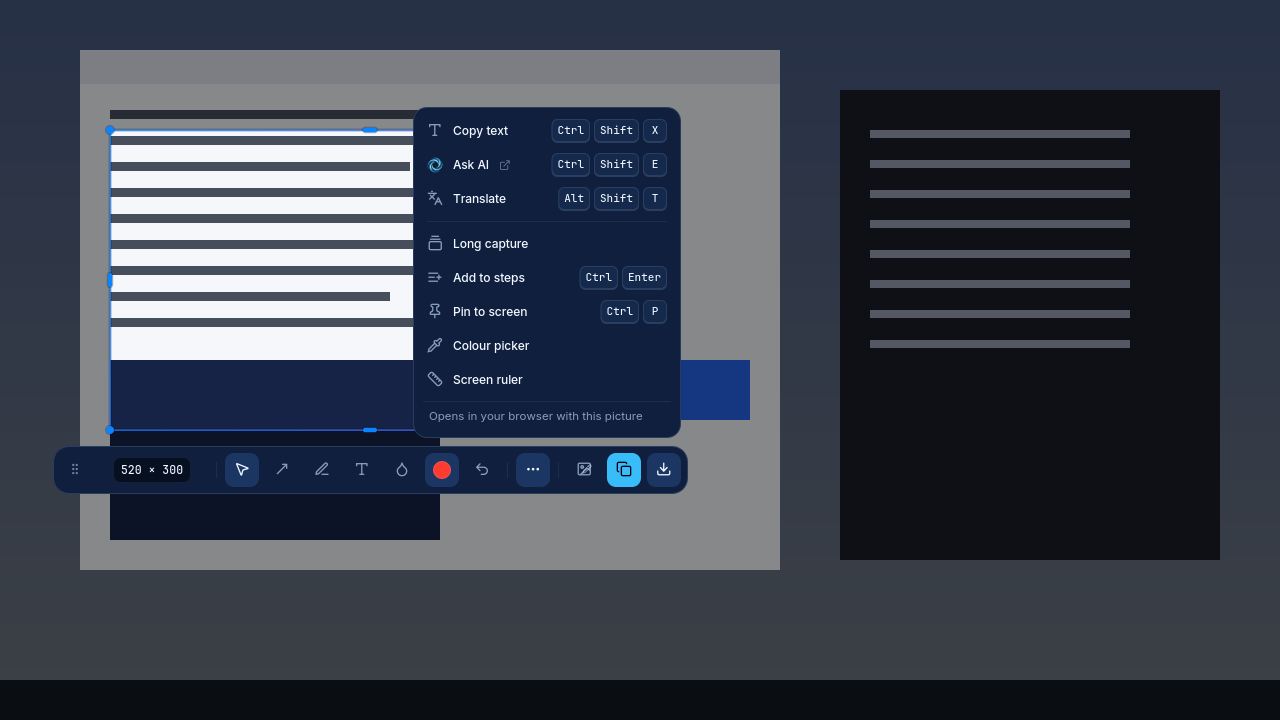 Copy text Ctrl Shift X
Ask AI Ctrl Shift E
Translate Alt Shift T
Long capture
Add to steps Ctrl Enter
Pin to screen Ctrl P
Colour picker
Screen ruler
Opens in your browser with this picture
520 × 300